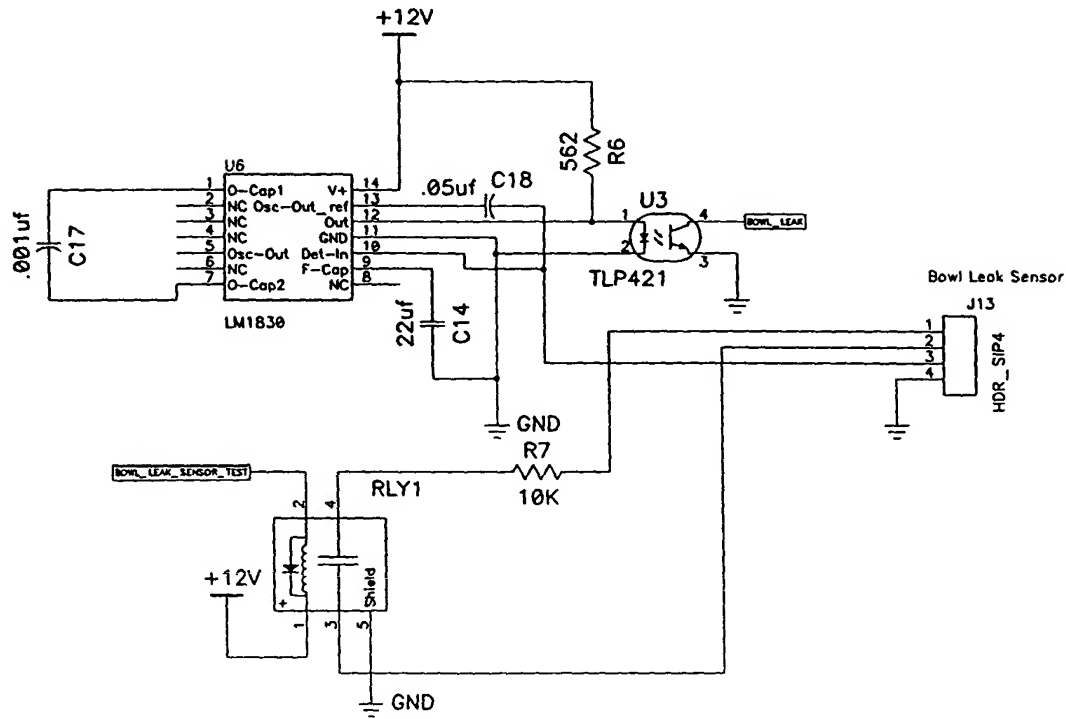 +12V
562
R6
U6
1 O-Cap1 V+ 14
2 NC Osc-Out_ref 13
3 NC Out 12
4 NC GND 11
5 Osc-Out Det-In 10
6 NC F-Cap 9
7 O-Cap2 NC 8
LM1830
.001uf
C17
.05uf C18
U3
1 4
2 3
TLP421
BOWL_LEAK
22uf
C14
GND
Bowl Leak Sensor
J13
1
2
3
4
HDR_SIP4
R7
10K
BOWL_LEAK_SENSOR_TEST
RLY1
2 4
+12V
+
Shield
1 3 5
GND